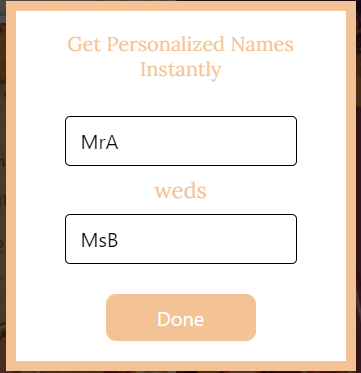 Get Personalized Names
Instantly
MrA
weds
MsB
Done